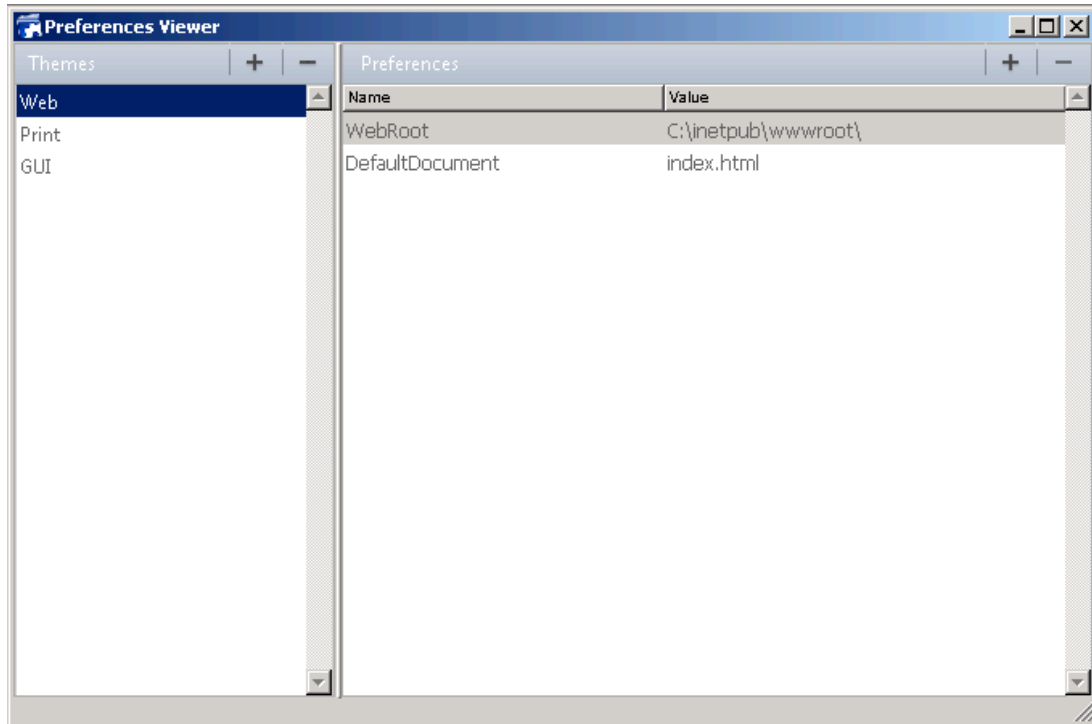 Preferences Viewer
Themes + −
Web
Print
GUI
Preferences + −
Name Value
WebRoot C:\inetpub\wwwroot\
DefaultDocument index.html